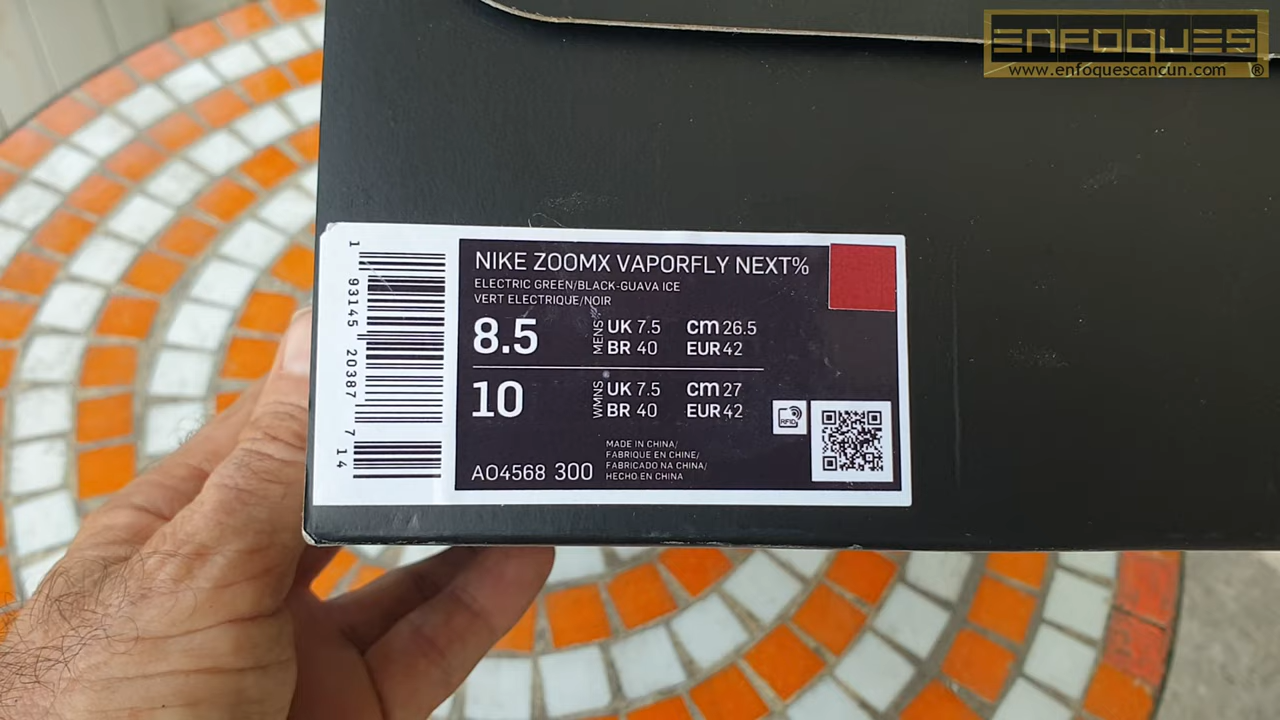 ENFOQUES
www.enfoquescancun.com ®
1 93145 20387 7 14
NIKE ZOOMX VAPORFLY NEXT%
ELECTRIC GREEN/BLACK-GUAVA ICE
VERT ELECTRIQUE/NOIR
8.5 MENS UK 7.5 cm 26.5
BR 40 EUR 42
10 WMNS UK 7.5 cm 27
BR 40 EUR 42
RFID
MADE IN CHINA/
FABRIQUE EN CHINE/
FABRICADO NA CHINA/
HECHO EN CHINA
AO4568 300